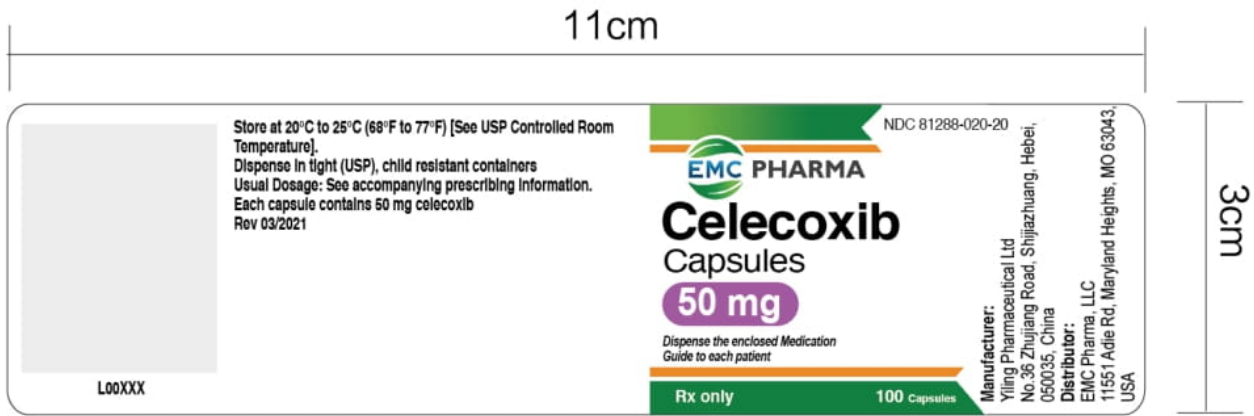 11cm
Store at 20°C to 25°C (68°F to 77°F) [See USP Controlled Room
Temperature].
Dispense in tight (USP), child resistant containers
Usual Dosage: See accompanying prescribing information.
Each capsule contains 50 mg celecoxib
Rev 03/2021
LooXXX
NDC 81288-020-20
EMC PHARMA
Celecoxib
Capsules
50 mg
Dispense the enclosed Medication
Guide to each patient
Rx only 100 Capsules
Manufacturer:
Yiling Pharmaceutical Ltd
No.36 Zhujiang Road, Shijiazhuang, Hebei,
050035, China
Distributor:
EMC Pharma, LLC
11551 Adie Rd, Maryland Heights, MO 63043,
USA
3cm